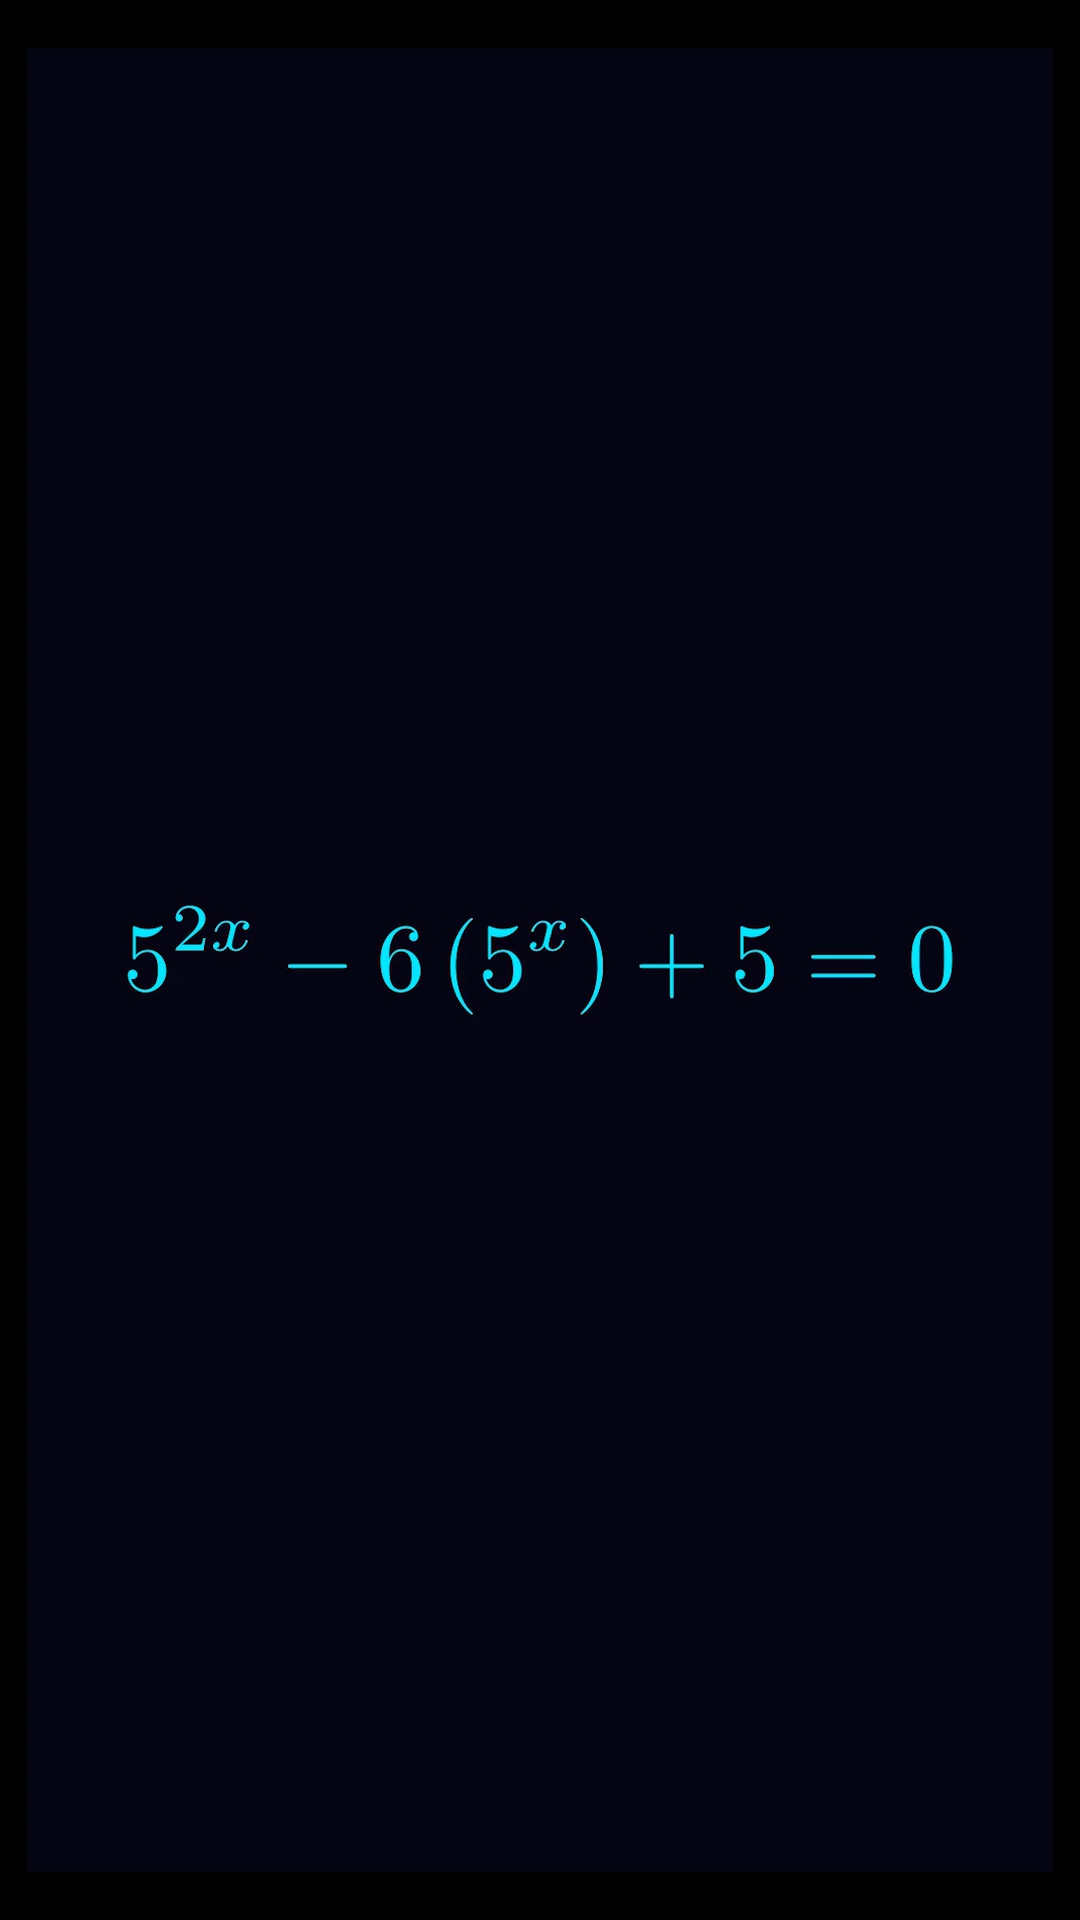 5^{2x} − 6(5^x) + 5 = 0